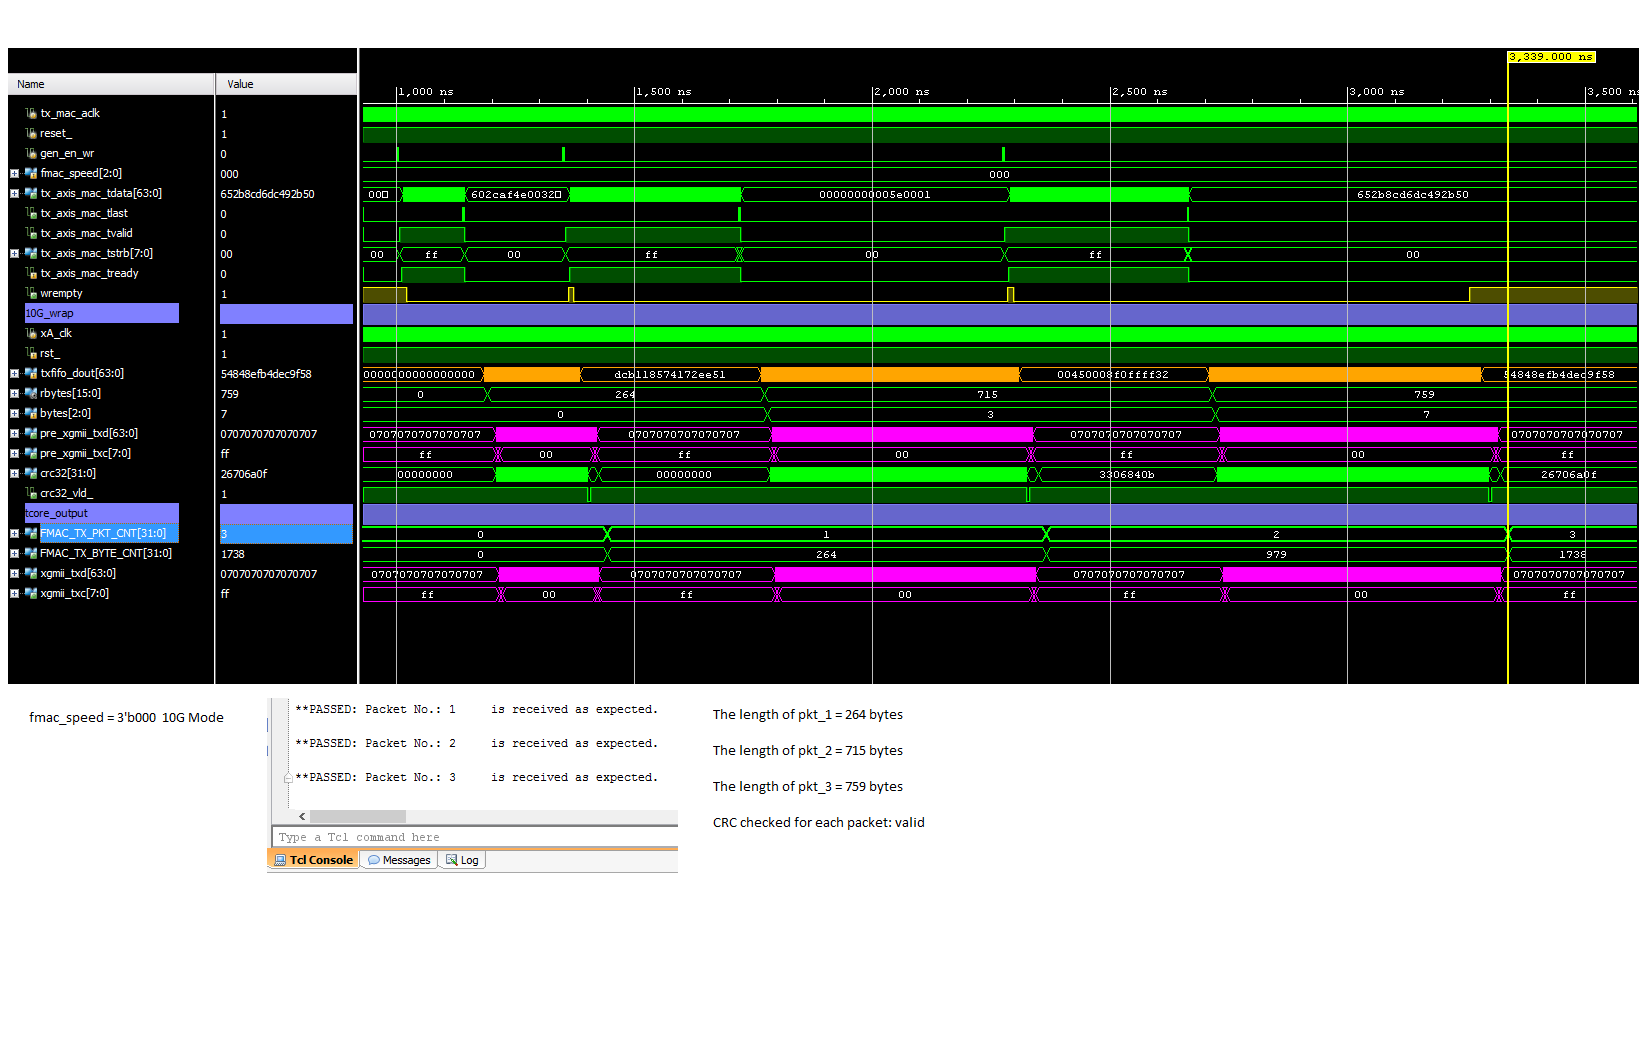 3,339.000 ns
Name Value
1,000 ns 1,500 ns 2,000 ns 2,500 ns 3,000 ns 3,500 ns
tx_mac_aclk 1
reset_ 1
gen_en_wr 0
fmac_speed[2:0] 000 000
tx_axis_mac_tdata[63:0] 652b8cd6dc492b50 00 602caf4e0032 00000000005e0001 652b8cd6dc492b50
tx_axis_mac_tlast 0
tx_axis_mac_tvalid 0
tx_axis_mac_tstrb[7:0] 00 00 ff 00 ff 00 ff 00
tx_axis_mac_tready 0
wrempty 1
10G_wrap
xA_clk 1
rst_ 1
txfifo_dout[63:0] 54848efb4dec9f58 0000000000000000 dcb118574172ee51 00450008f0ffff32 54848efb4dec9f58
rbytes[15:0] 759 0 264 715 759
bytes[2:0] 7 0 3 7
pre_xgmii_txd[63:0] 0707070707070707 0707070707070707 0707070707070707 0707070707070707 0707070707070707
pre_xgmii_txc[7:0] ff ff 00 ff 00 ff 00 ff
crc32[31:0] 26706a0f 00000000 00000000 3306840b 26706a0f
crc32_vld_ 1
tcore_output
FMAC_TX_PKT_CNT[31:0] 3 0 1 2 3
FMAC_TX_BYTE_CNT[31:0] 1738 0 264 979 1738
xgmii_txd[63:0] 0707070707070707 0707070707070707 0707070707070707 0707070707070707 0707070707070707
xgmii_txc[7:0] ff ff 00 ff 00 ff 00 ff
fmac_speed = 3'b000 10G Mode
**PASSED: Packet No.: 1 is received as expected.
**PASSED: Packet No.: 2 is received as expected.
**PASSED: Packet No.: 3 is received as expected.
Type a Tcl command here
Tcl Console Messages Log
The length of pkt_1 = 264 bytes
The length of pkt_2 = 715 bytes
The length of pkt_3 = 759 bytes
CRC checked for each packet: valid